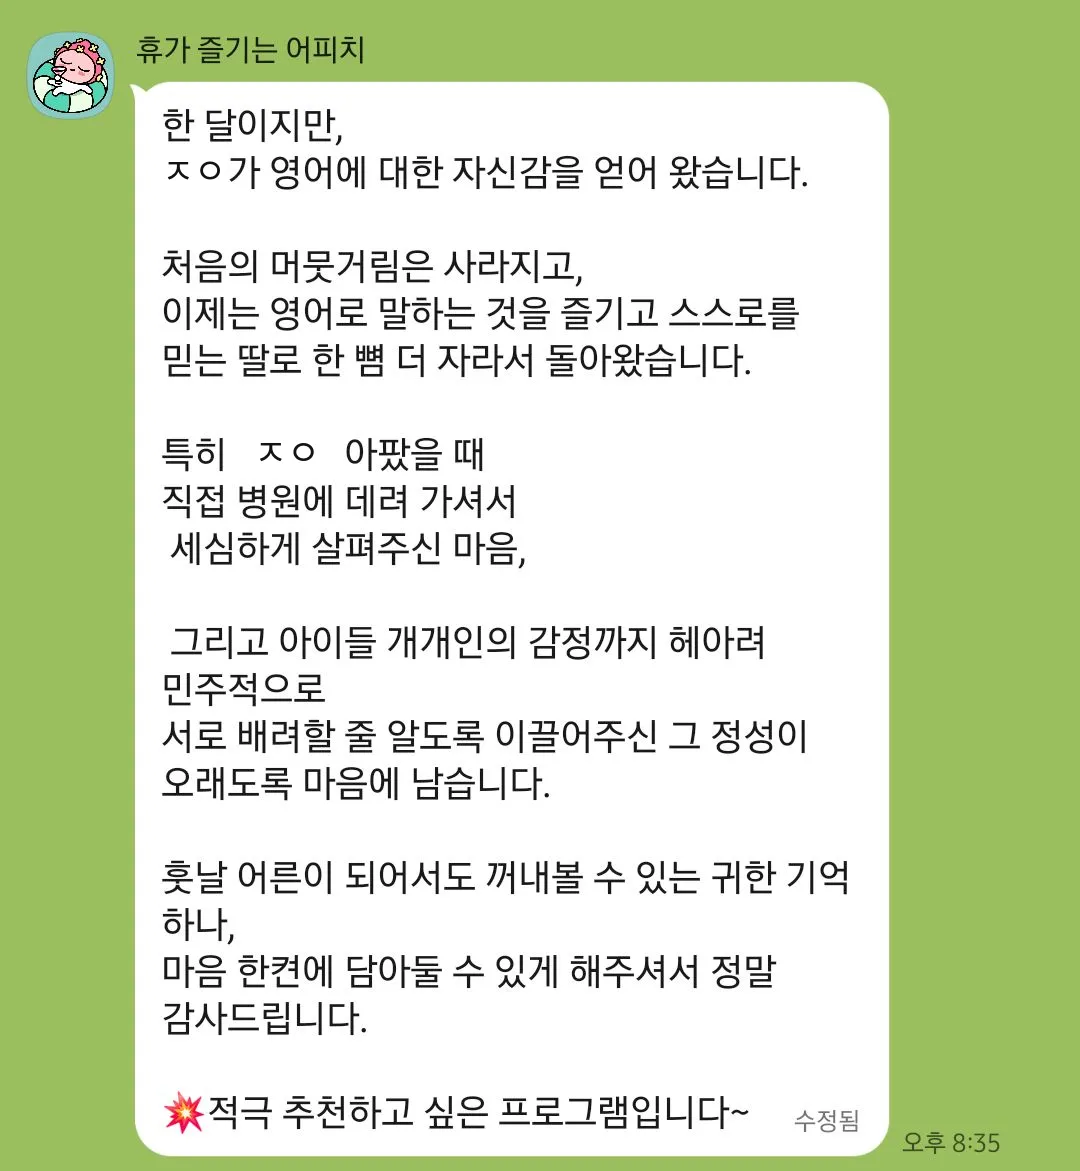 휴가 즐기는 어피치
한 달이지만,
ㅈㅇ가 영어에 대한 자신감을 얻어 왔습니다.
처음의 머뭇거림은 사라지고,
이제는 영어로 말하는 것을 즐기고 스스로를
믿는 딸로 한 뼘 더 자라서 돌아왔습니다.
특히 ㅈㅇ 아팠을 때
직접 병원에 데려 가셔서
세심하게 살펴주신 마음,
그리고 아이들 개개인의 감정까지 헤아려
민주적으로
서로 배려할 줄 알도록 이끌어주신 그 정성이
오래도록 마음에 남습니다.
훗날 어른이 되어서도 꺼내볼 수 있는 귀한 기억
하나,
마음 한켠에 담아둘 수 있게 해주셔서 정말
감사드립니다.
💥적극 추천하고 싶은 프로그램입니다~
수정됨
오후 8:35